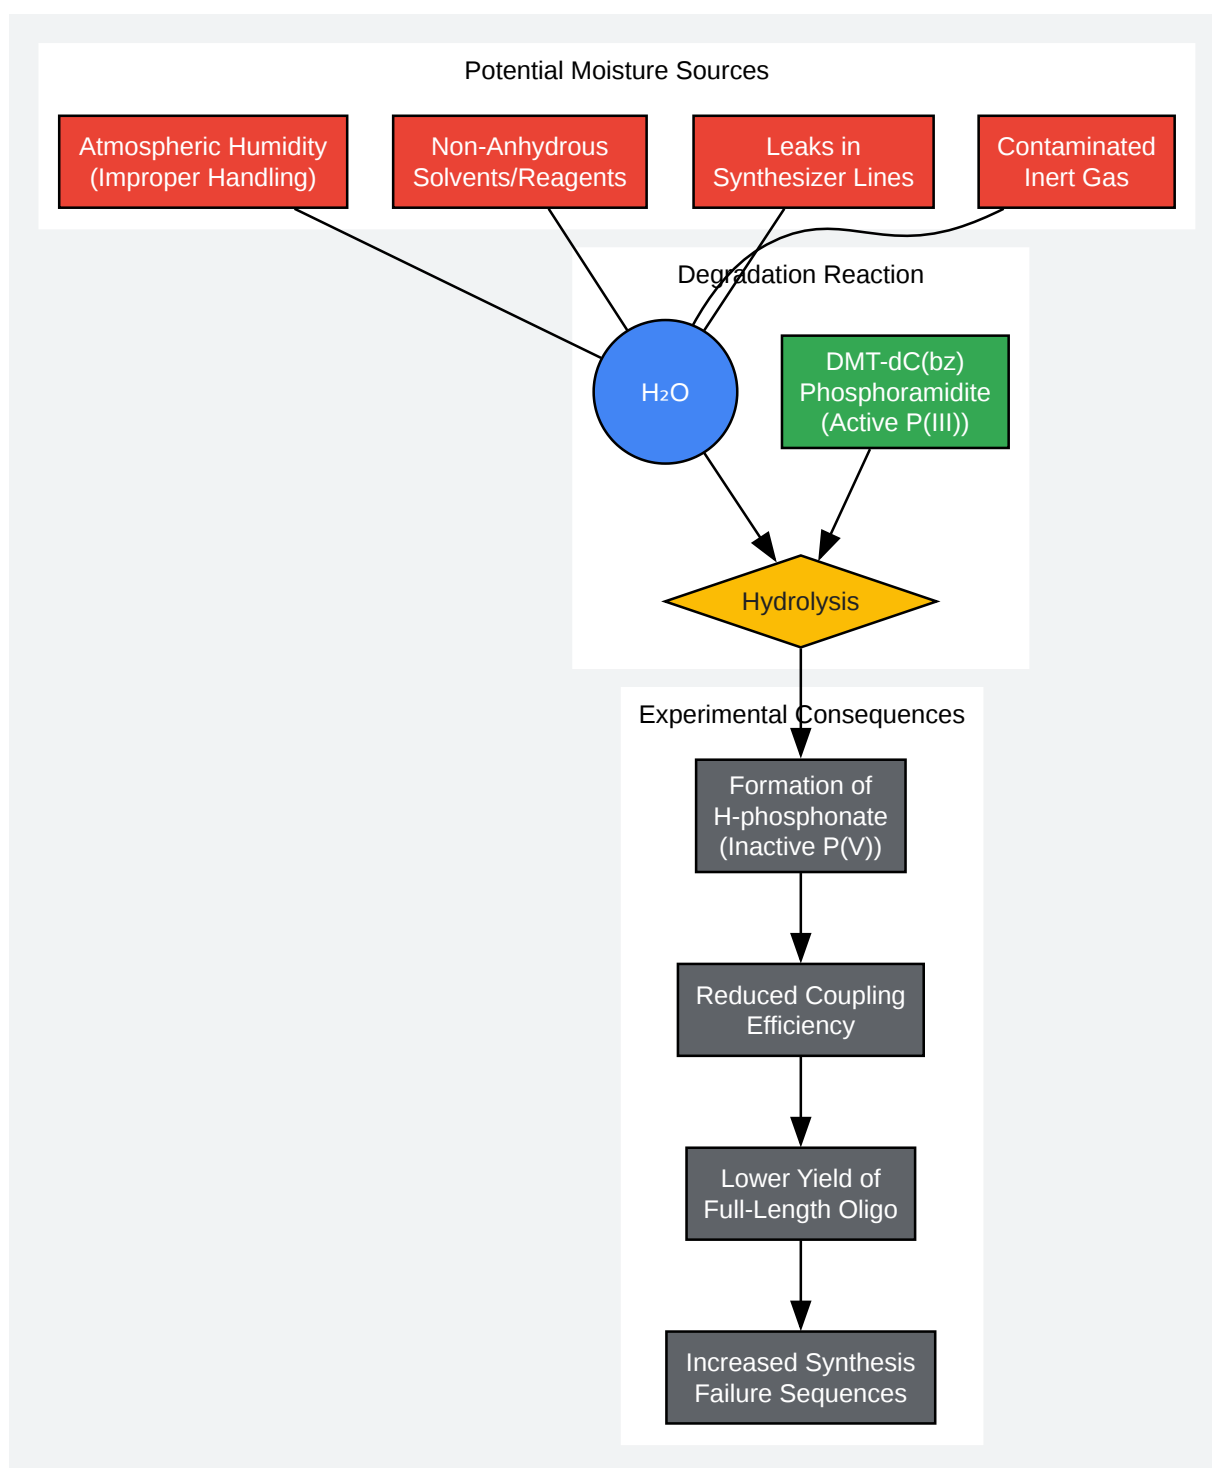 Potential Moisture Sources
Atmospheric Humidity
(Improper Handling)
Non-Anhydrous
Solvents/Reagents
Leaks in
Synthesizer Lines
Contaminated
Inert Gas
Degradation Reaction
H₂O
DMT-dC(bz)
Phosphoramidite
(Active P(III))
Hydrolysis
Experimental Consequences
Formation of
H-phosphonate
(Inactive P(V))
Reduced Coupling
Efficiency
Lower Yield of
Full-Length Oligo
Increased Synthesis
Failure Sequences